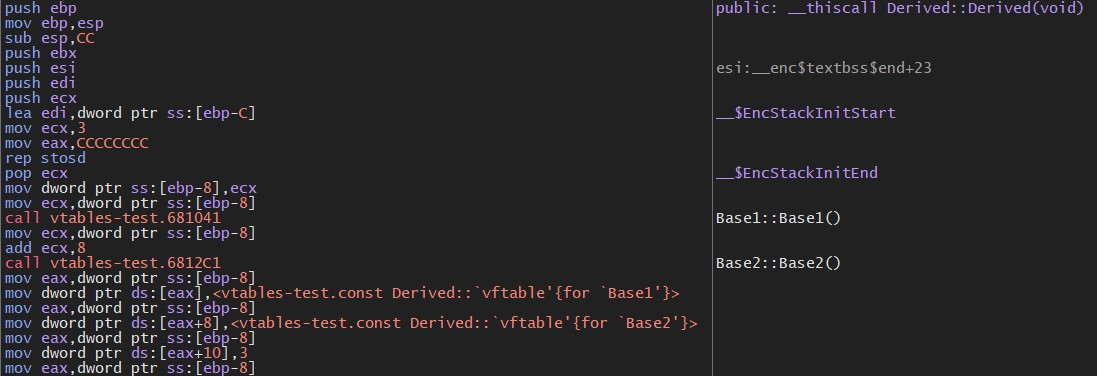 push ebp public: __thiscall Derived::Derived(void)
mov ebp,esp
sub esp,CC
push ebx
push esi esi:__enc$textbss$end+23
push edi
push ecx
lea edi,dword ptr ss:[ebp-C] __$EncStackInitStart
mov ecx,3
mov eax,CCCCCCCC
rep stosd
pop ecx __$EncStackInitEnd
mov dword ptr ss:[ebp-8],ecx
mov ecx,dword ptr ss:[ebp-8]
call vtables-test.681041 Base1::Base1()
mov ecx,dword ptr ss:[ebp-8]
add ecx,8
call vtables-test.6812C1 Base2::Base2()
mov eax,dword ptr ss:[ebp-8]
mov dword ptr ds:[eax],<vtables-test.const Derived::`vftable'{for `Base1'}>
mov eax,dword ptr ss:[ebp-8]
mov dword ptr ds:[eax+8],<vtables-test.const Derived::`vftable'{for `Base2'}>
mov eax,dword ptr ss:[ebp-8]
mov dword ptr ds:[eax+10],3
mov eax,dword ptr ss:[ebp-8]